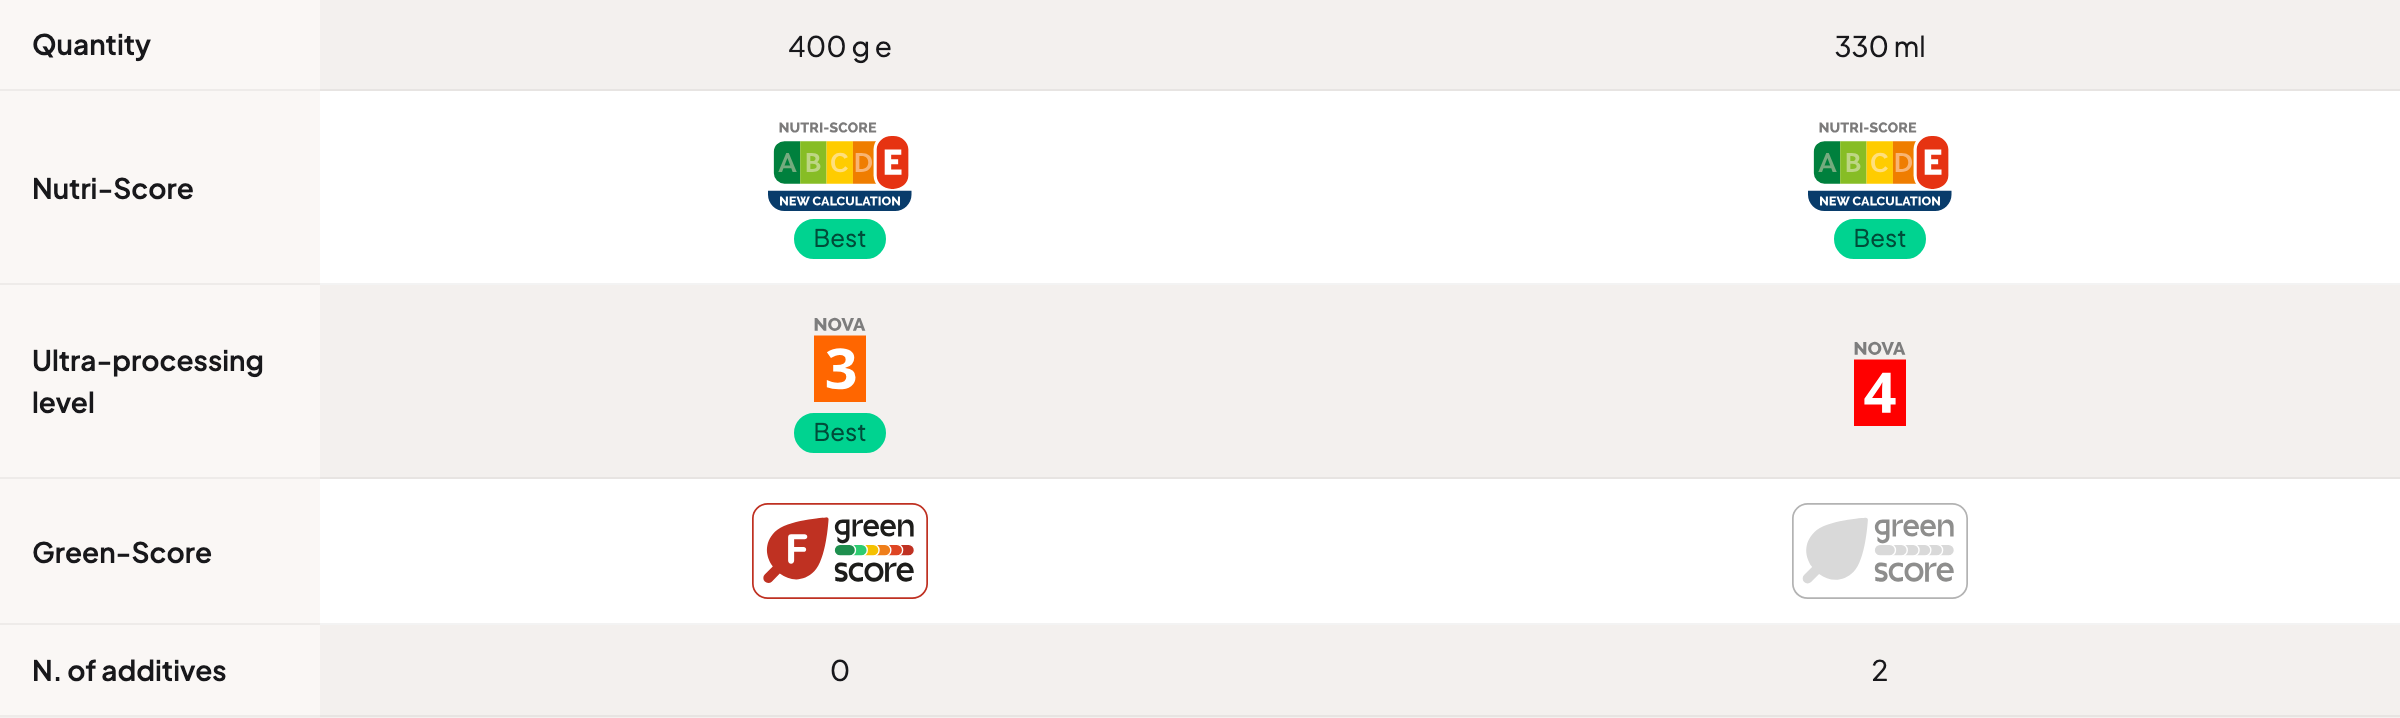 Quantity
400 g e
330 ml
Nutri-Score
NUTRI-SCORE
A B C D E
NEW CALCULATION
Best
NUTRI-SCORE
A B C D E
NEW CALCULATION
Best
Ultra-processing
level
NOVA
3
Best
NOVA
4
Green-Score
F
green
score
green
score
N. of additives
0
2